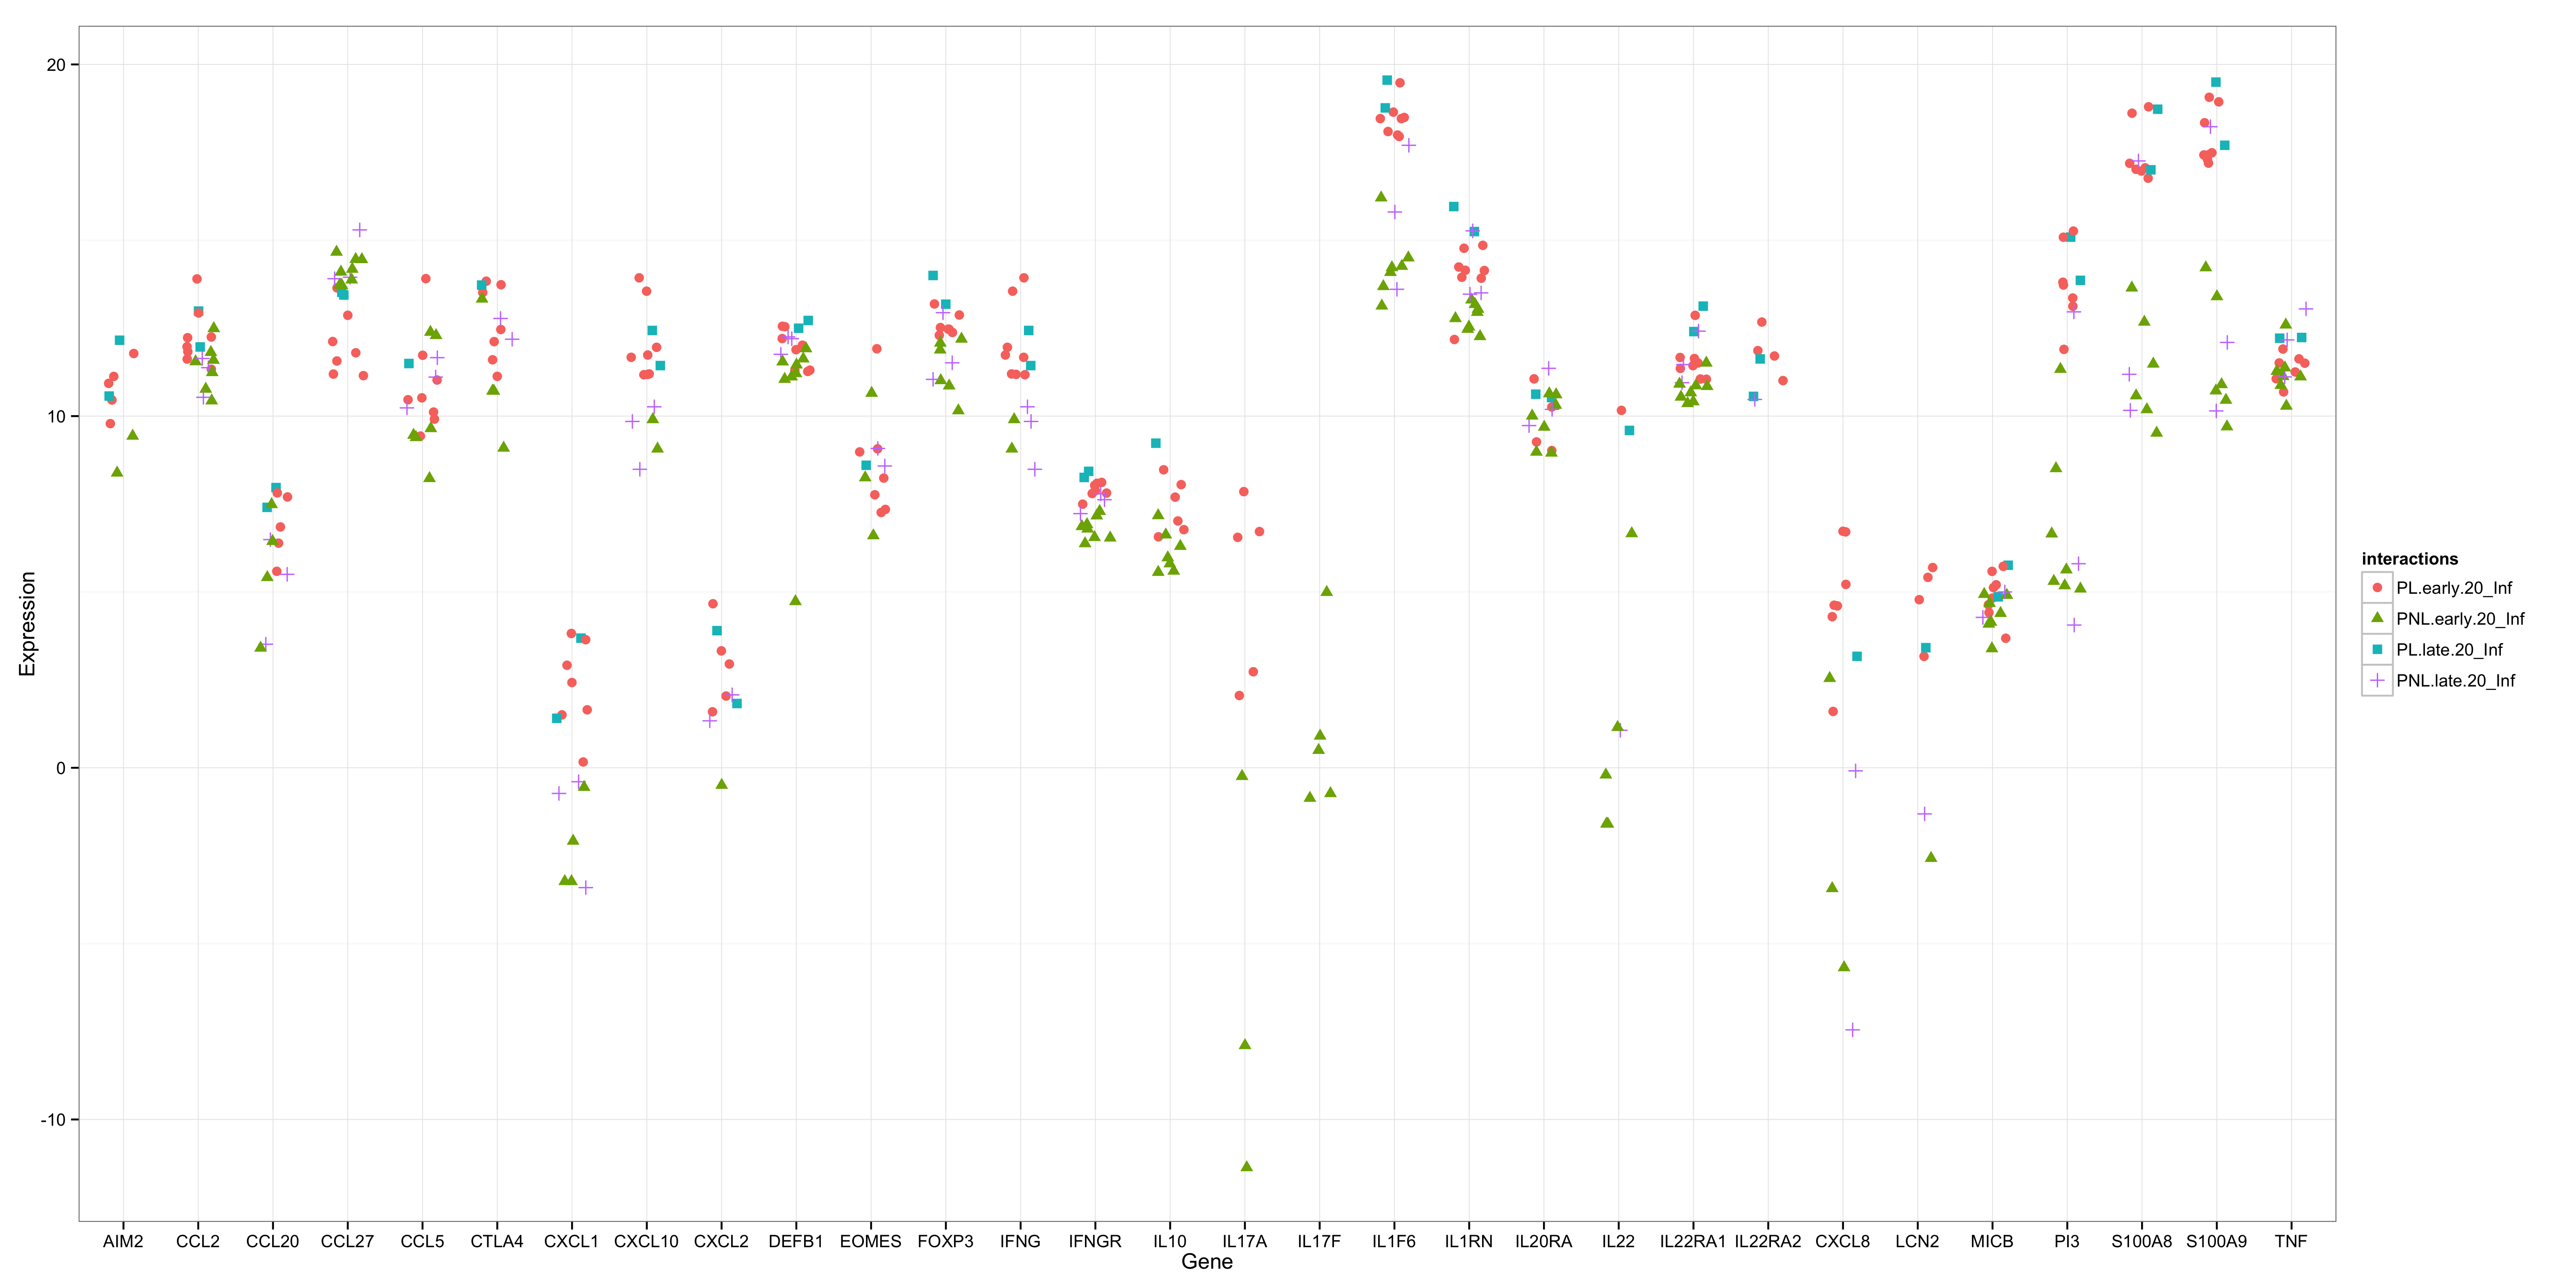 20
10
0
-10
Expression
AIM2 CCL2 CCL20 CCL27 CCL5 CTLA4 CXCL1 CXCL10 CXCL2 DEFB1 EOMES FOXP3 IFNG IFNGR IL10 IL17A IL17F IL1F6 IL1RN IL20RA IL22 IL22RA1 IL22RA2 CXCL8 LCN2 MICB PI3 S100A8 S100A9 TNF
Gene
interactions
PL.early.20_Inf
PNL.early.20_Inf
PL.late.20_Inf
PNL.late.20_Inf